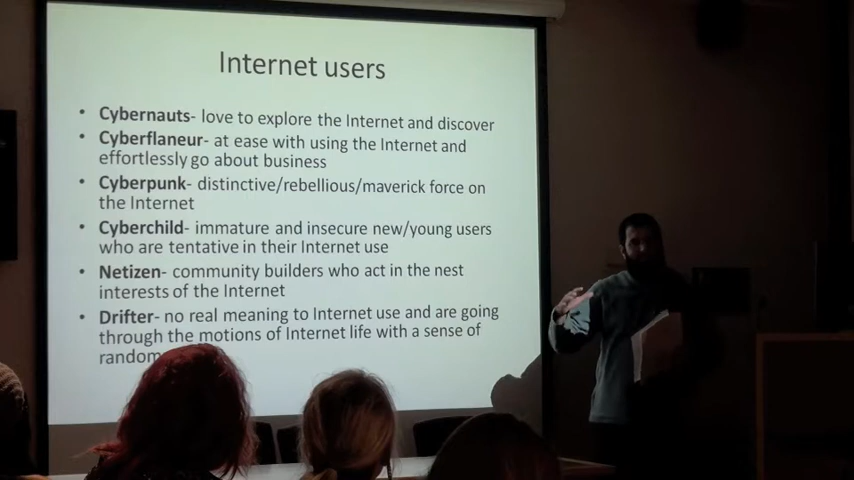 Internet users
• Cybernauts- love to explore the Internet and discover
• Cyberflaneur- at ease with using the Internet and
effortlessly go about business
• Cyberpunk- distinctive/rebellious/maverick force on
the Internet
• Cyberchild- immature and insecure new/young users
who are tentative in their Internet use
• Netizen- community builders who act in the nest
interests of the Internet
• Drifter- no real meaning to Internet use and are going
through the motions of Internet life with a sense of
random